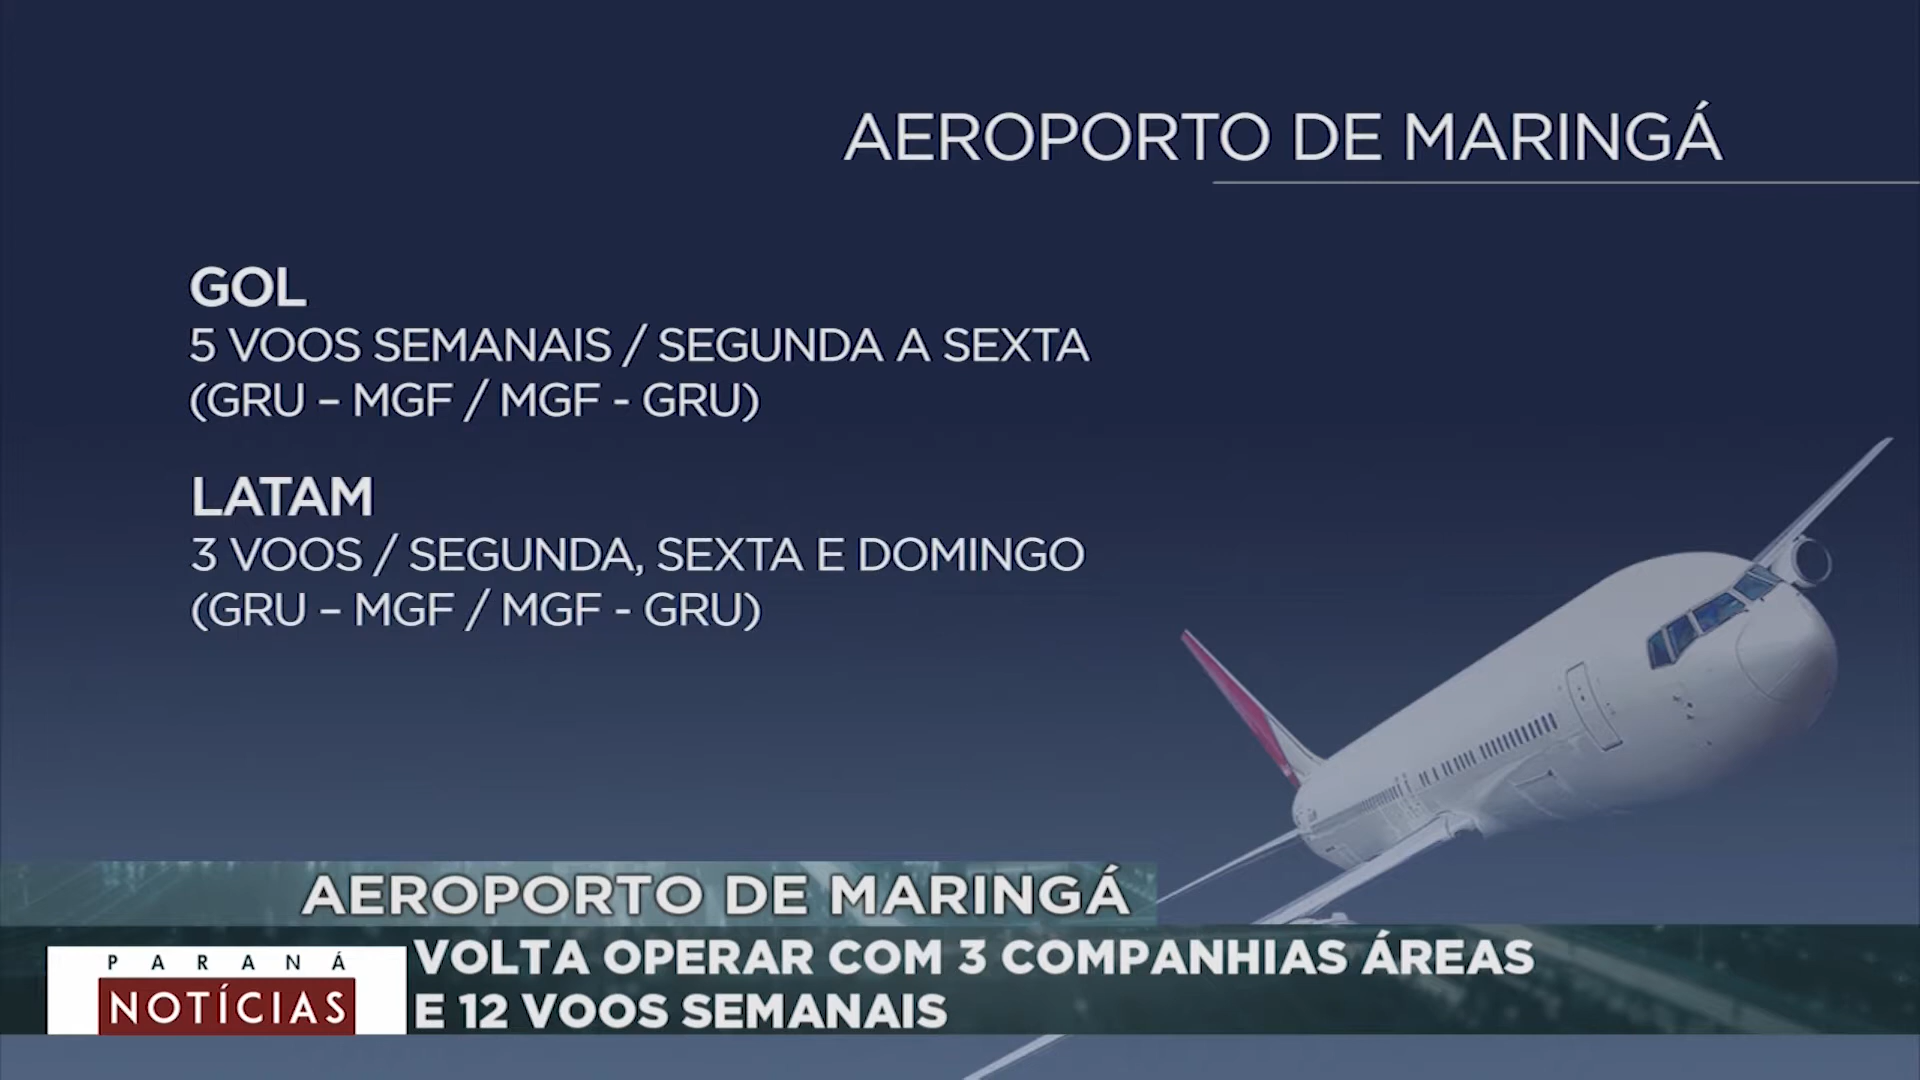 AEROPORTO DE MARINGÁ
GOL
5 VOOS SEMANAIS / SEGUNDA A SEXTA
(GRU – MGF / MGF - GRU)
LATAM
3 VOOS / SEGUNDA, SEXTA E DOMINGO
(GRU – MGF / MGF - GRU)
AEROPORTO DE MARINGÁ
VOLTA OPERAR COM 3 COMPANHIAS ÁREAS
E 12 VOOS SEMANAIS
PARANÁ
NOTÍCIAS